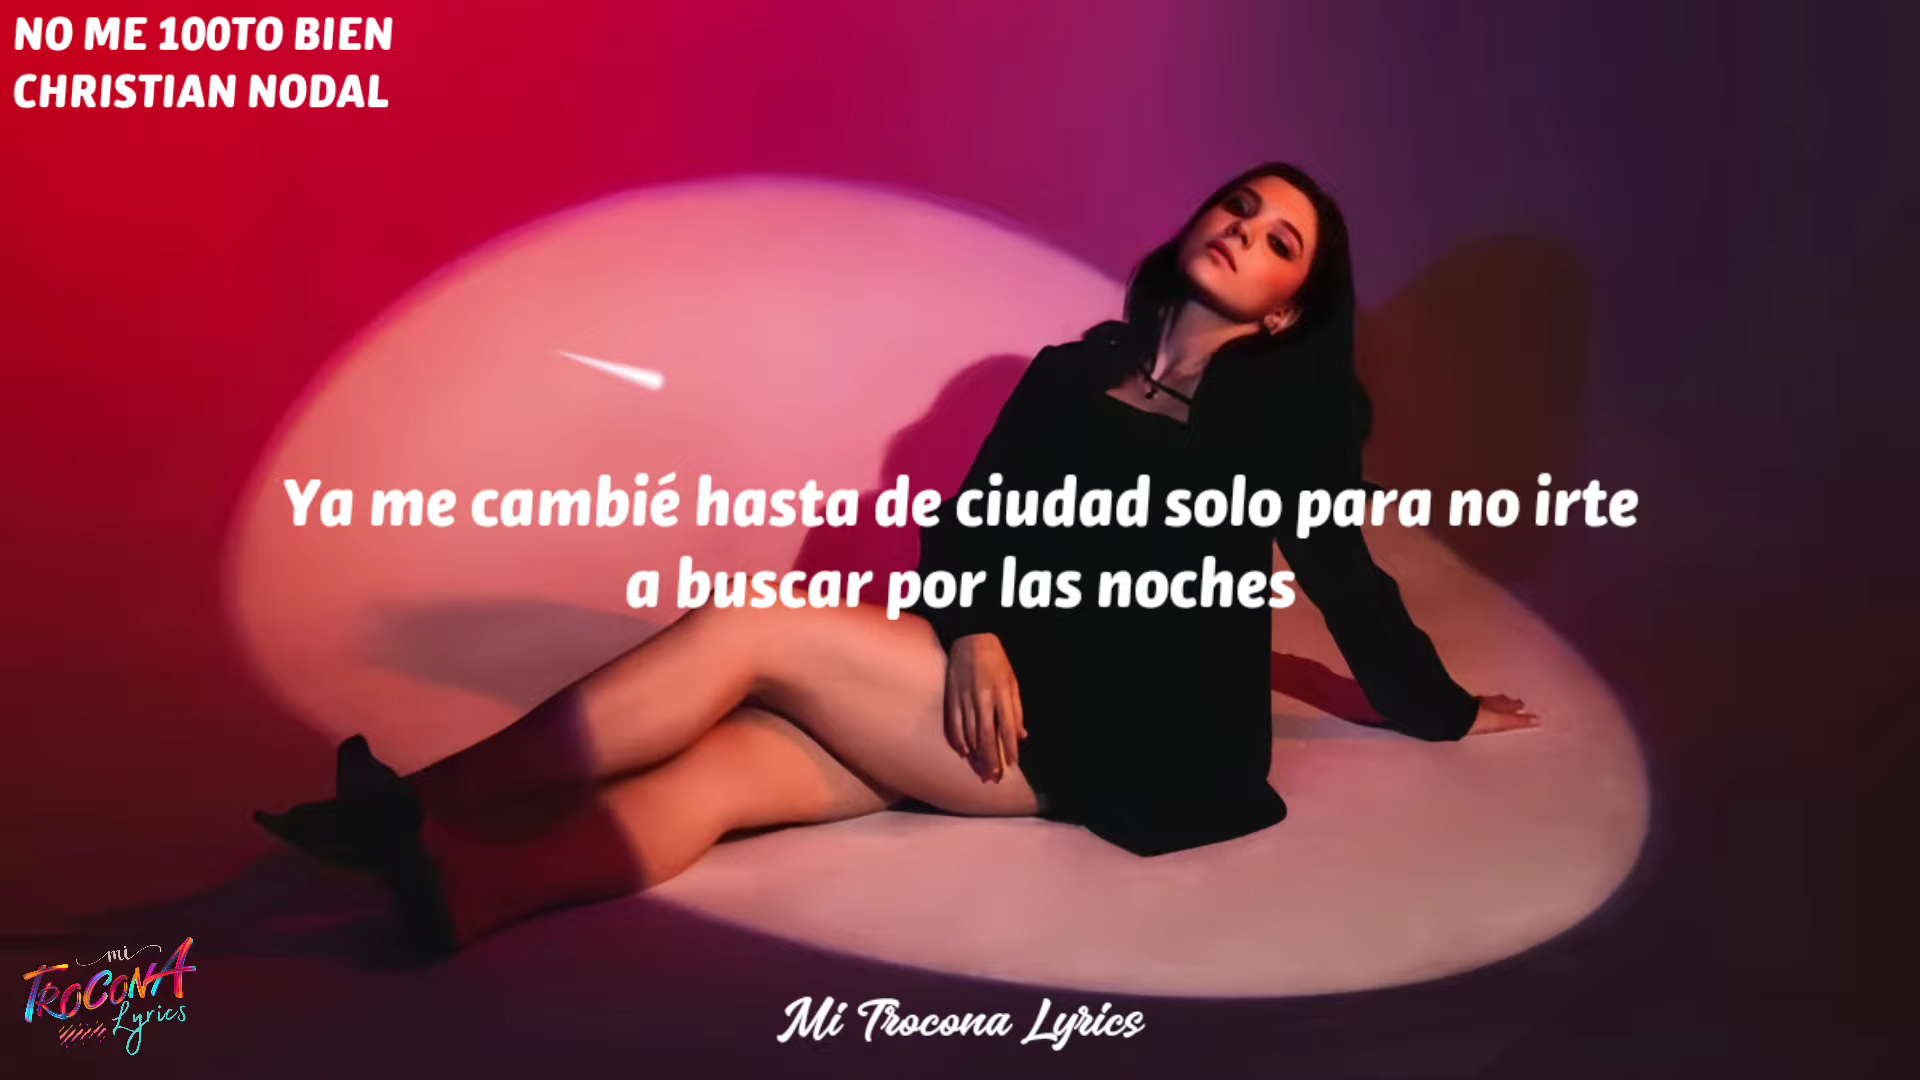 NO ME 100TO BIEN
CHRISTIAN NODAL
Ya me cambié hasta de ciudad solo para no irte
a buscar por las noches
mi
TROCONA
Lyrics
Mi Trocona Lyrics